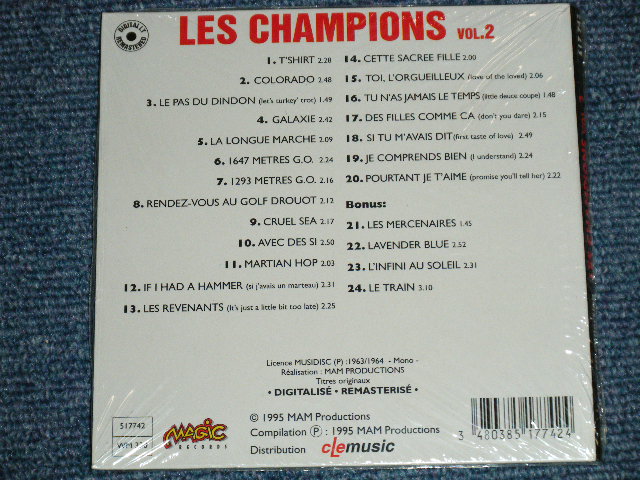 DIGITALLY REMASTERED
LES CHAMPIONS VOL.2
1. T'SHIRT 2.28
2. COLORADO 2.48
3. LE PAS DU DINDON (let's turkey' trot) 1.49
4. GALAXIE 2.42
5. LA LONGUE MARCHE 2.09
6. 1647 METRES G.O. 2.24
7. 1293 METRES G.O. 2.16
8. RENDEZ-VOUS AU GOLF DROUOT 2.12
9. CRUEL SEA 2.17
10. AVEC DES SI 2.50
11. MARTIAN HOP 2.03
12. IF I HAD A HAMMER (si j'avais un marteau) 2.31
13. LES REVENANTS (It's just a little bit too late) 2.25
14. CETTE SACREE FILLE 2.00
15. TOI, L'ORGUEILLEUX (love of the loved) 2.06
16. TU N'AS JAMAIS LE TEMPS (little deuce coupe) 1.48
17. DES FILLES COMME CA (don't you dare) 2.15
18. SI TU M'AVAIS DIT (first taste of love) 2.49
19. JE COMPRENDS BIEN (I understand) 2.24
20. POURTANT JE T'AIME (promise you'll tell her) 2.22
Bonus:
21. LES MERCENAIRES 1.45
22. LAVENDER BLUE 2.52
23. L'INFINI AU SOLEIL 2.31
24. LE TRAIN 3.10
Licence MUSIDISC (P) : 1963/1964 - Mono -
Réalisation : MAM PRODUCTIONS
Titres originaux
• DIGITALISÉ • REMASTERISÉ •
517742
MAGIC RECORDS
© 1995 MAM Productions
Compilation Ⓟ : 1995 MAM Productions
Distribution cLemusic
3 480385 177424